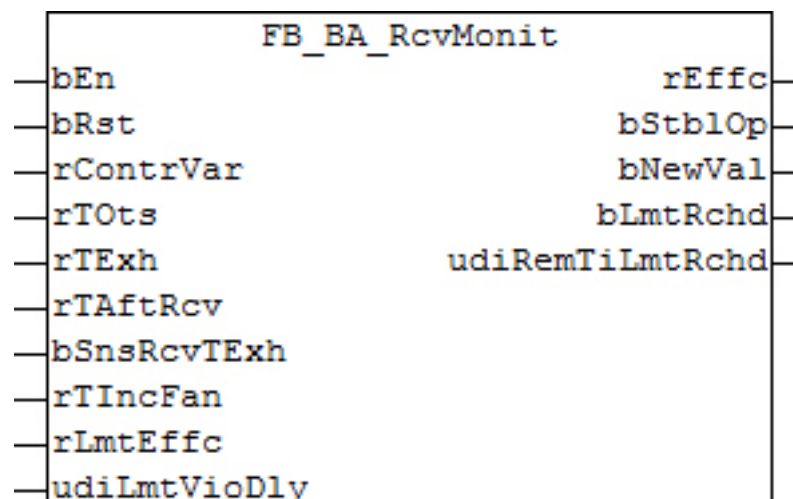 FB_BA_RcvMonit
bEn rEffc
bRst bStblOp
rContrVar bNewVal
rTOts bLmtRchd
rTExh udiRemTiLmtRchd
rTAftRcv
bSnsRcvTExh
rTIncFan
rLmtEffc
udiLmtVioDly